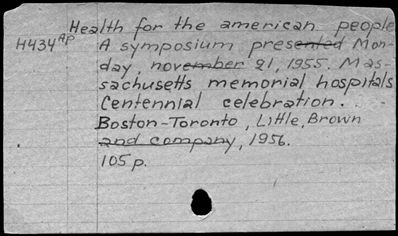 Health for the american people
H434AP A symposium presented Mon-
day, november 21, 1955. Mas-
sachusetts memorial hospitals
Centennial celebration..
Boston-Toronto, Little, Brown
and company, 1956.
105 p.